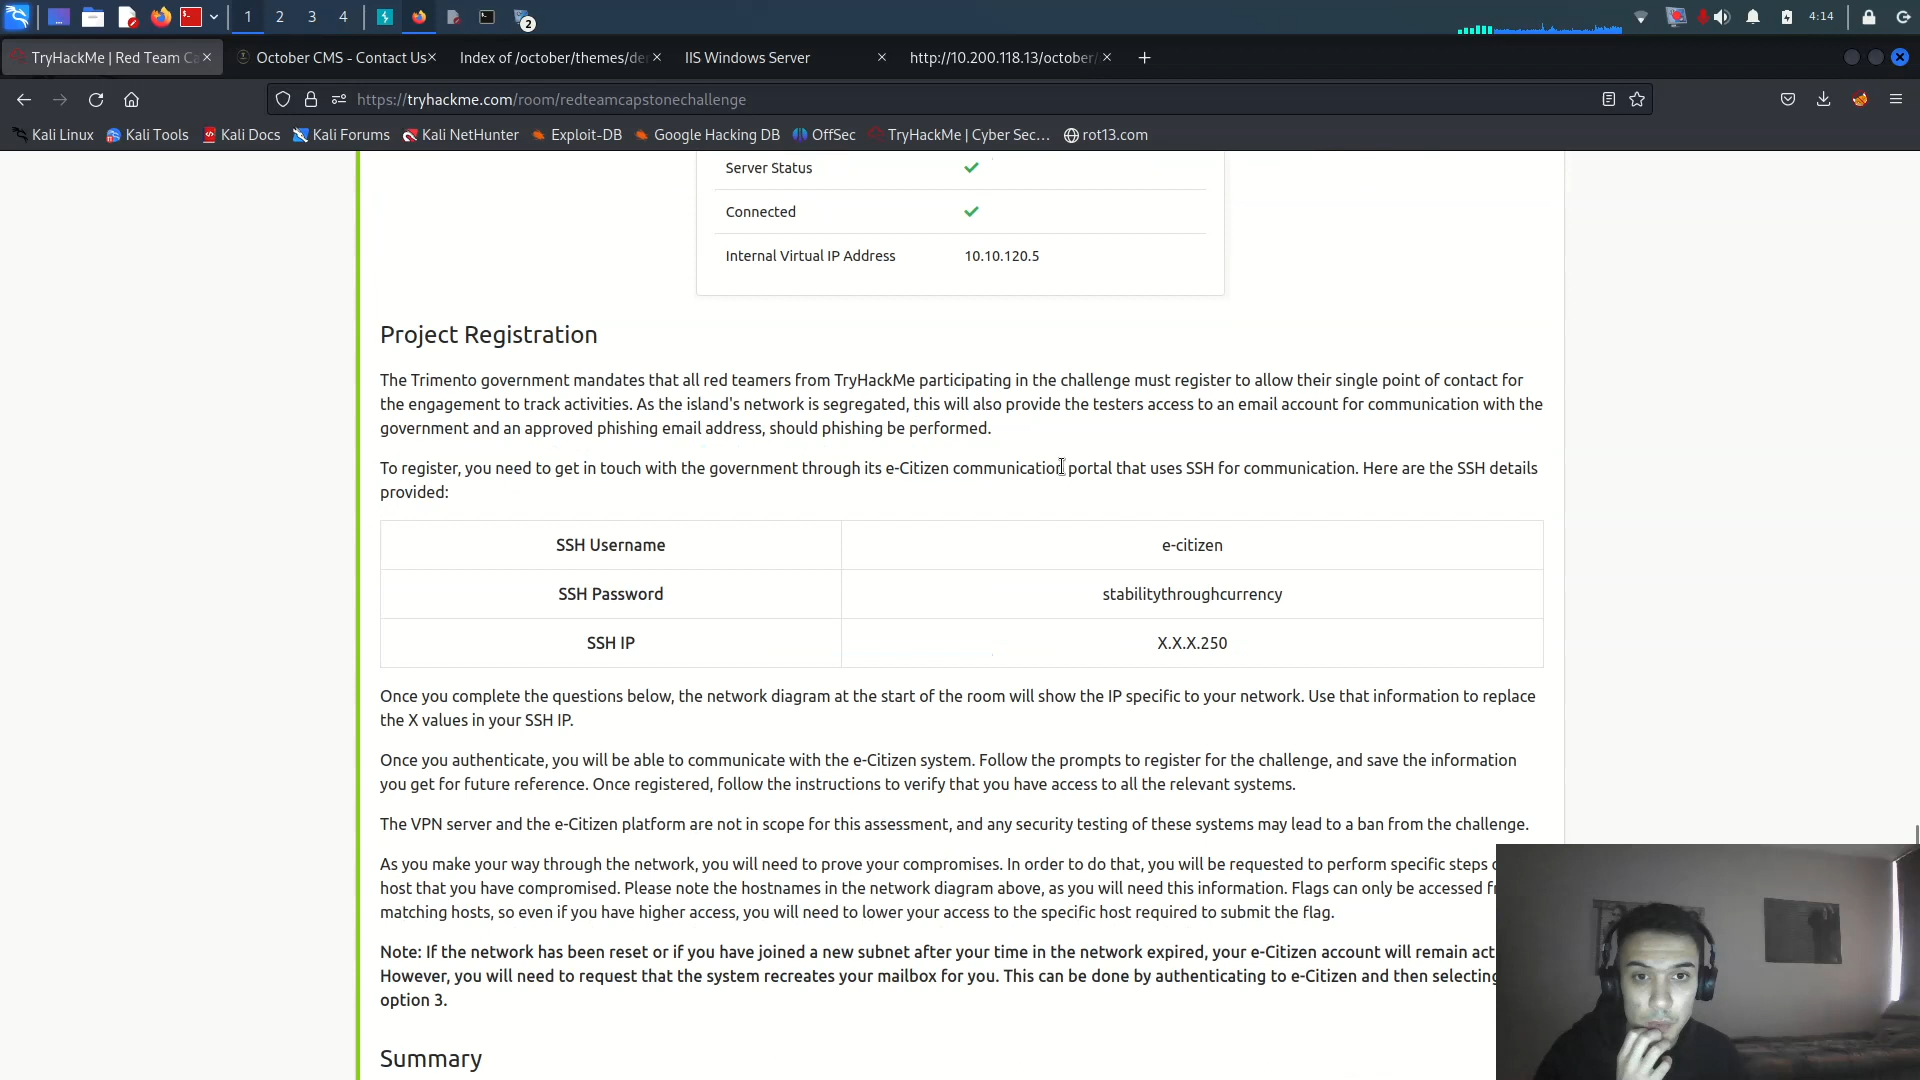 1 2 3 4 2 4:14
TryHackMe | Red Team Ca
October CMS - Contact Us
Index of /october/themes/de
IIS Windows Server
http://10.200.118.13/october/
https://tryhackme.com/room/redteamcapstonechallenge
Kali Linux Kali Tools Kali Docs Kali Forums Kali NetHunter Exploit-DB Google Hacking DB OffSec TryHackMe | Cyber Sec... rot13.com
Server Status
Connected
Internal Virtual IP Address 10.10.120.5
Project Registration
The Trimento government mandates that all red teamers from TryHackMe participating in the challenge must register to allow their single point of contact for
the engagement to track activities. As the island's network is segregated, this will also provide the testers access to an email account for communication with the
government and an approved phishing email address, should phishing be performed.
To register, you need to get in touch with the government through its e-Citizen communication portal that uses SSH for communication. Here are the SSH details
provided:
SSH Username e-citizen
SSH Password stabilitythroughcurrency
SSH IP X.X.X.250
Once you complete the questions below, the network diagram at the start of the room will show the IP specific to your network. Use that information to replace
the X values in your SSH IP.
Once you authenticate, you will be able to communicate with the e-Citizen system. Follow the prompts to register for the challenge, and save the information
you get for future reference. Once registered, follow the instructions to verify that you have access to all the relevant systems.
The VPN server and the e-Citizen platform are not in scope for this assessment, and any security testing of these systems may lead to a ban from the challenge.
As you make your way through the network, you will need to prove your compromises. In order to do that, you will be requested to perform specific steps
host that you have compromised. Please note the hostnames in the network diagram above, as you will need this information. Flags can only be accessed
matching hosts, so even if you have higher access, you will need to lower your access to the specific host required to submit the flag.
Note: If the network has been reset or if you have joined a new subnet after your time in the network expired, your e-Citizen account will remain act
However, you will need to request that the system recreates your mailbox for you. This can be done by authenticating to e-Citizen and then selecting
option 3.
Summary